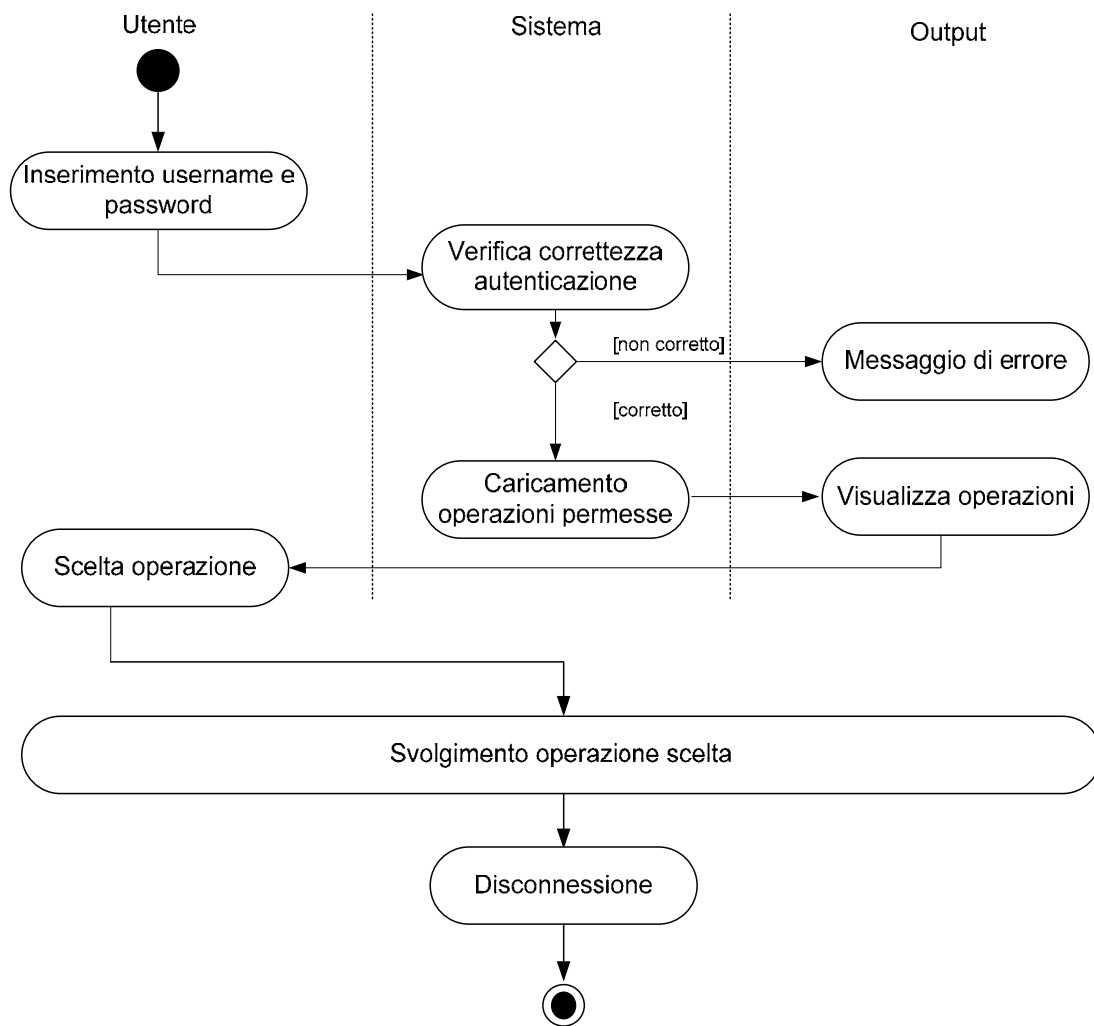 Utente
Sistema
Output
Inserimento username e
password
Verifica correttezza
autenticazione
[non corretto]
Messaggio di errore
[corretto]
Caricamento
operazioni permesse
Visualizza operazioni
Scelta operazione
Svolgimento operazione scelta
Disconnessione